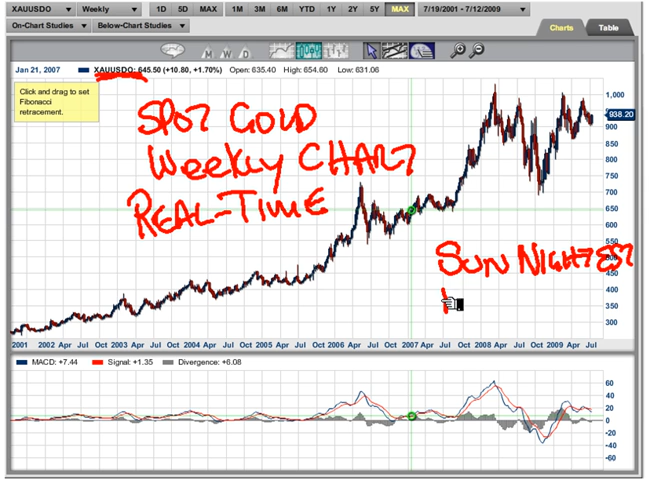 XAUUSDO Weekly 1D 5D MAX 1M 3M 6M YTD 1Y 2Y 5Y MAX 7/19/2001 - 7/12/2009
On-Chart Studies Below-Chart Studies Charts Table
M W D
Jan 21, 2007 XAUUSDO: 645.50 (+10.80, +1.70%) Open: 635.40 High: 654.60 Low: 631.06
Click and drag to set
Fibonacci
retracement.
SPOT GOLD
Weekly CHART
REAL-TIME
SUN NIGHT
1,000
938.20
900
800
750
700
650
600
550
500
400
350
300
2001 2002 Apr Jul Oct 2003 Apr Jul Oct 2004 Apr Jul Oct 2005 Apr Jul Oct 2006 Apr Jul Oct 2007 Apr Jul Oct 2008 Apr Jul Oct 2009 Apr Jul
MACD: +7.44 Signal: +1.35 Divergence: +6.08
60
40
20
0
-20
-40
-60